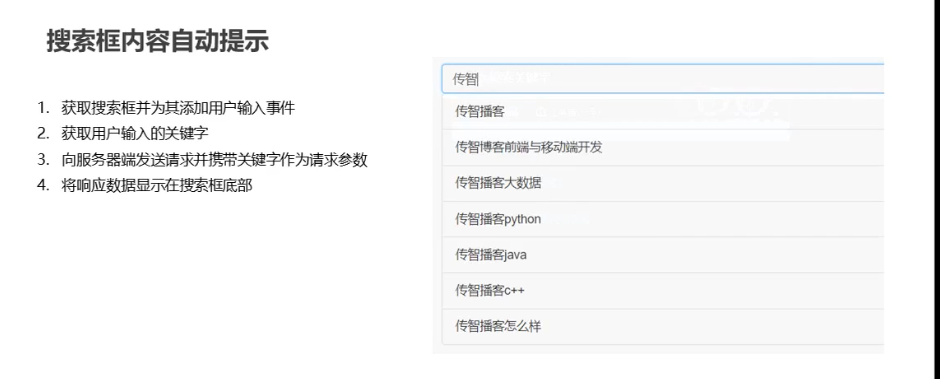 搜索框内容自动提示
1. 获取搜索框并为其添加用户输入事件
2. 获取用户输入的关键字
3. 向服务器端发送请求并携带关键字作为请求参数
4. 将响应数据显示在搜索框底部
传智
传智播客
传智博客前端与移动端开发
传智播客大数据
传智播客python
传智播客java
传智播客c++
传智播客怎么样